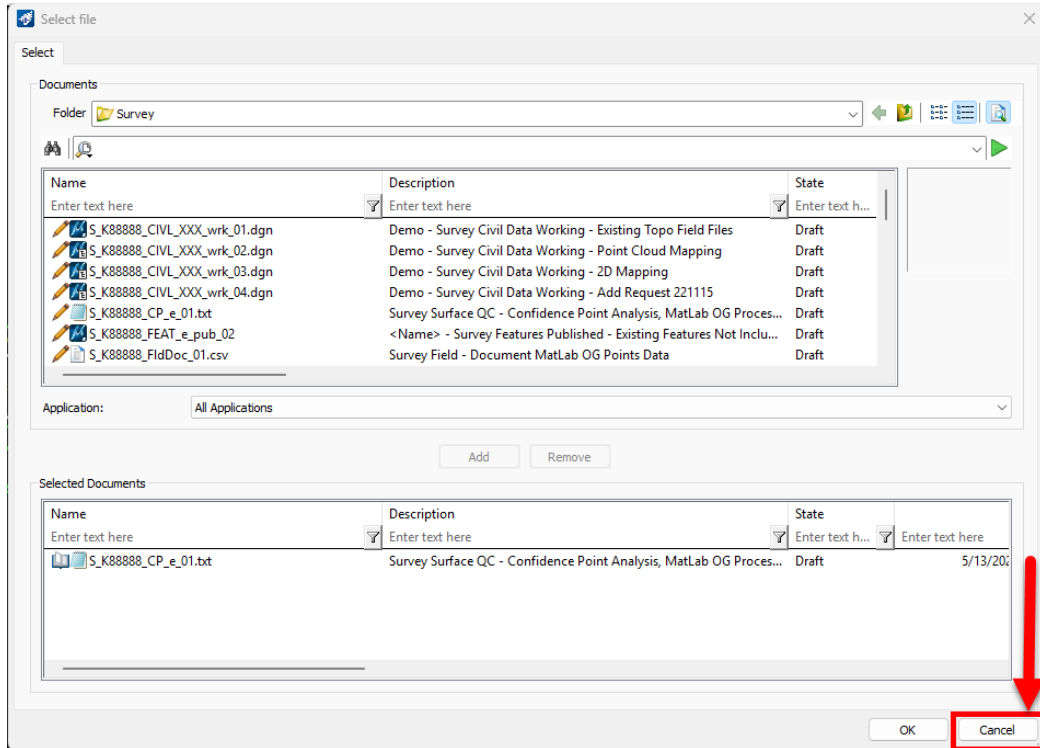 Select file
Select
Documents
Folder Survey
Name Description State
Enter text here Enter text here Enter text h...
S_K88888_CIVL_XXX_wrk_01.dgn Demo - Survey Civil Data Working - Existing Topo Field Files Draft
S_K88888_CIVL_XXX_wrk_02.dgn Demo - Survey Civil Data Working - Point Cloud Mapping Draft
S_K88888_CIVL_XXX_wrk_03.dgn Demo - Survey Civil Data Working - 2D Mapping Draft
S_K88888_CIVL_XXX_wrk_04.dgn Demo - Survey Civil Data Working - Add Request 221115 Draft
S_K88888_CP_e_01.txt Survey Surface QC - Confidence Point Analysis, MatLab OG Proces... Draft
S_K88888_FEAT_e_pub_02 <Name> - Survey Features Published - Existing Features Not Inclu... Draft
S_K88888_FldDoc_01.csv Survey Field - Document MatLab OG Points Data Draft
Application: All Applications
Add Remove
Selected Documents
Name Description State
Enter text here Enter text here Enter text h... Enter text here
S_K88888_CP_e_01.txt Survey Surface QC - Confidence Point Analysis, MatLab OG Proces... Draft 5/13/202
OK Cancel